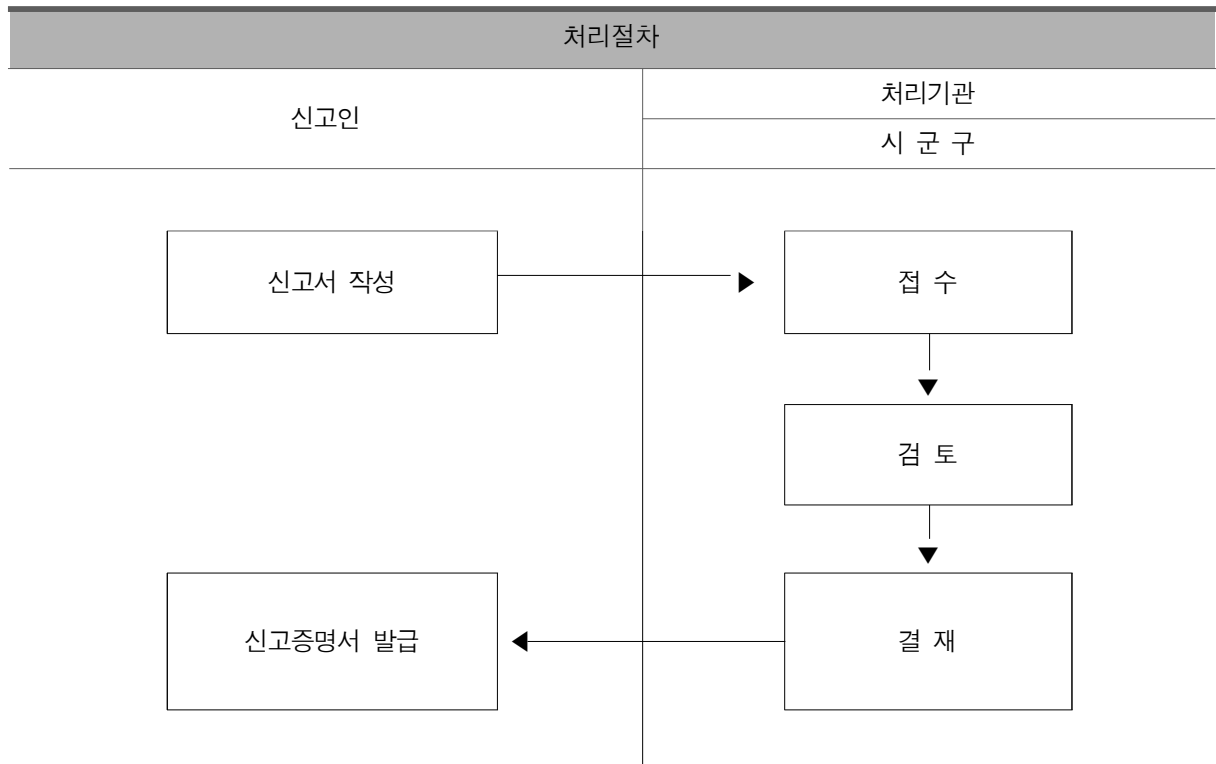 처리절차
신고인
처리기관
시 군 구
신고서 작성
접 수
검 토
신고증명서 발급
결 재